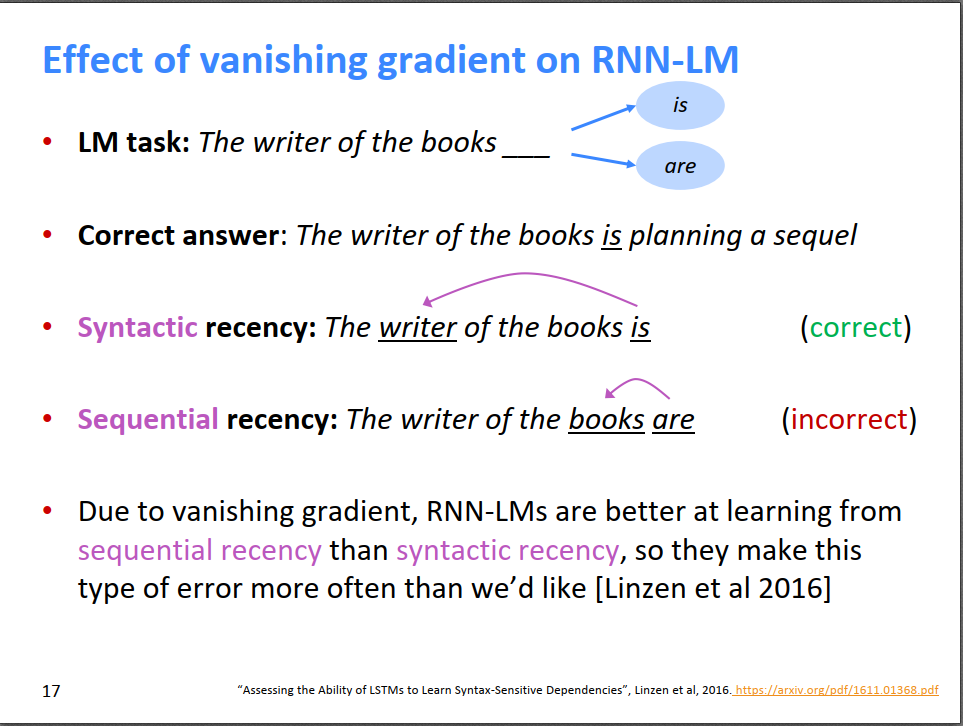 Effect of vanishing gradient on RNN-LM
is
• LM task: The writer of the books ___
are
• Correct answer: The writer of the books is planning a sequel
• Syntactic recency: The writer of the books is (correct)
• Sequential recency: The writer of the books are (incorrect)
• Due to vanishing gradient, RNN-LMs are better at learning from
sequential recency than syntactic recency, so they make this
type of error more often than we’d like [Linzen et al 2016]
17
“Assessing the Ability of LSTMs to Learn Syntax-Sensitive Dependencies”, Linzen et al, 2016. https://arxiv.org/pdf/1611.01368.pdf